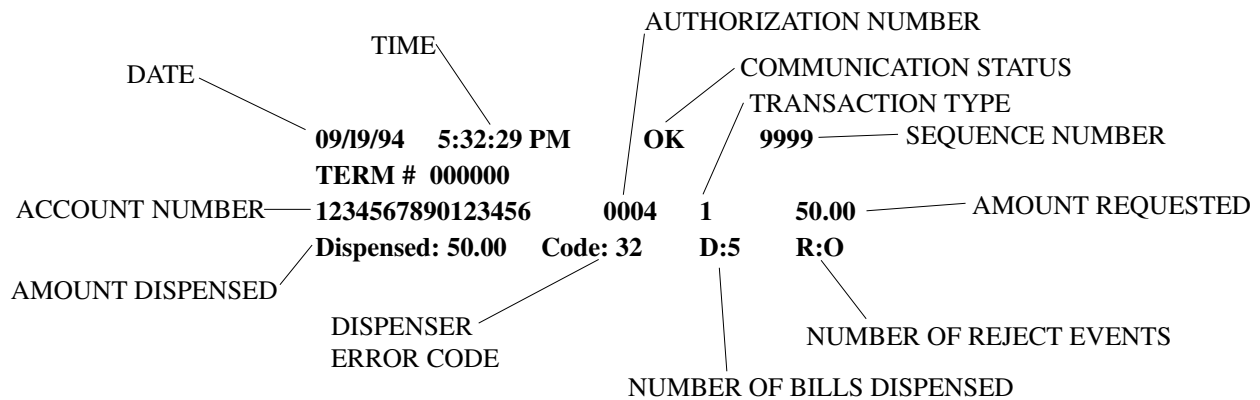 AUTHORIZATION NUMBER
TIME
DATE
COMMUNICATION STATUS
TRANSACTION TYPE
09/l9/94 5:32:29 PM OK 9999 SEQUENCE NUMBER
TERM # 000000
ACCOUNT NUMBER 1234567890123456 0004 1 50.00 AMOUNT REQUESTED
Dispensed: 50.00 Code: 32 D:5 R:O
AMOUNT DISPENSED
DISPENSER
ERROR CODE
NUMBER OF REJECT EVENTS
NUMBER OF BILLS DISPENSED